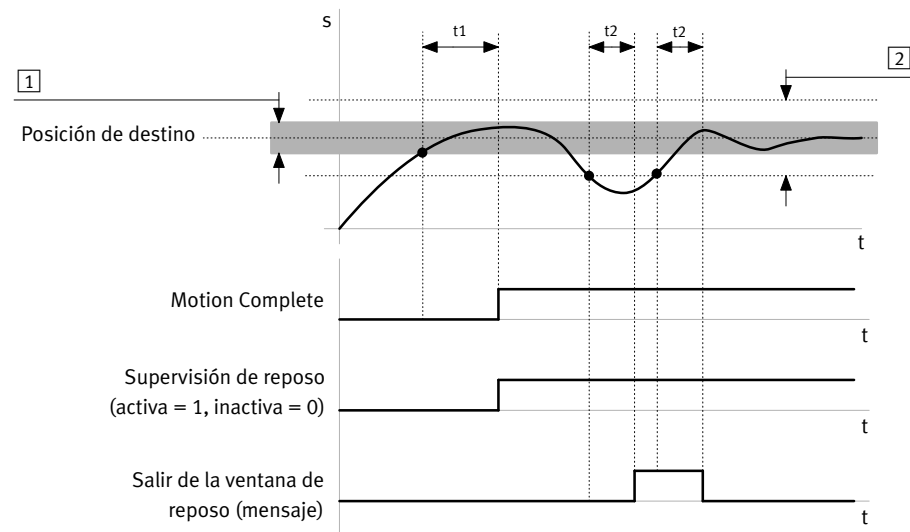 s
t1
t2
t2
1
2
Posición de destino
t
Motion Complete
t
Supervisión de reposo
(activa = 1, inactiva = 0)
t
Salir de la ventana de
reposo (mensaje)
t